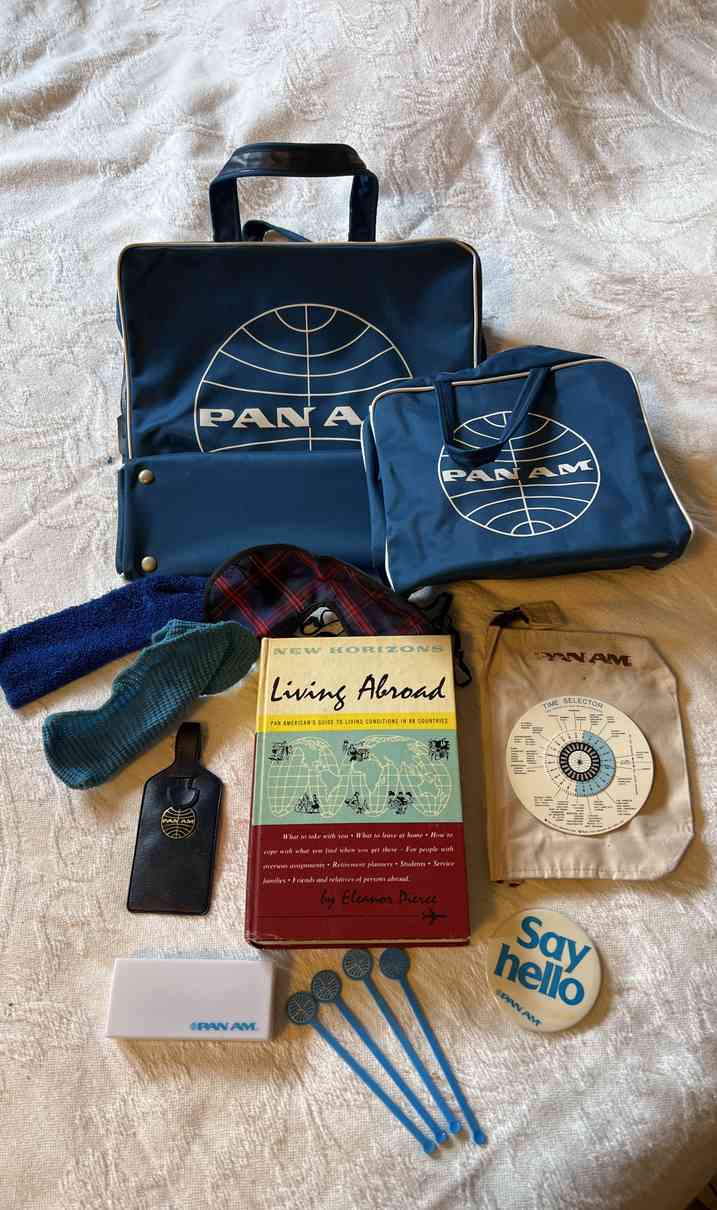 PAN A
PAN AM
NEW HORIZONS
Living Abroad
PAN AMERICAN'S GUIDE TO LIVING CONDITIONS IN 88 COUNTRIES
What to take with you • What to leave at home • How to
cope with what you find when you get there – For people with
overseas assignments • Retirement planners • Students • Service
families • Friends and relatives of persons abroad.
by Eleanor Pierce
PAN AM
TIME SELECTOR
PAN AM
Say
hello
PAN AM
PAN AM